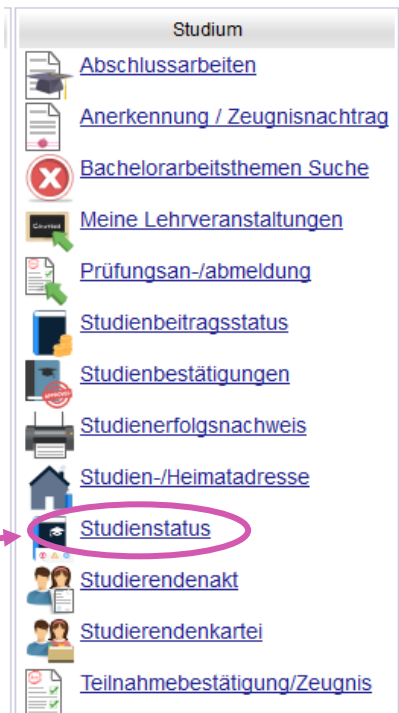 Studium
Abschlussarbeiten
Anerkennung / Zeugnisnachtrag
Bachelorarbeitsthemen Suche
Meine Lehrveranstaltungen
Prüfungsan-/abmeldung
Studienbeitragsstatus
Studienbestätigungen
Studienerfolgsnachweis
Studien-/Heimatadresse
Studienstatus
Studierendenakt
Studierendenkartei
Teilnahmebestätigung/Zeugnis